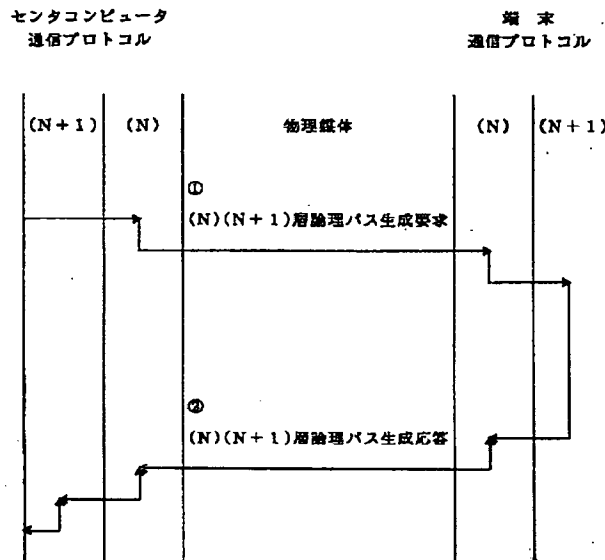 センタコンピュータ
通信プロトコル
端 末
通信プロトコル
(N+1)
(N)
物理媒体
(N)
(N+1)
①
(N)(N+1)層論理パス生成要求
②
(N)(N+1)層論理パス生成応答